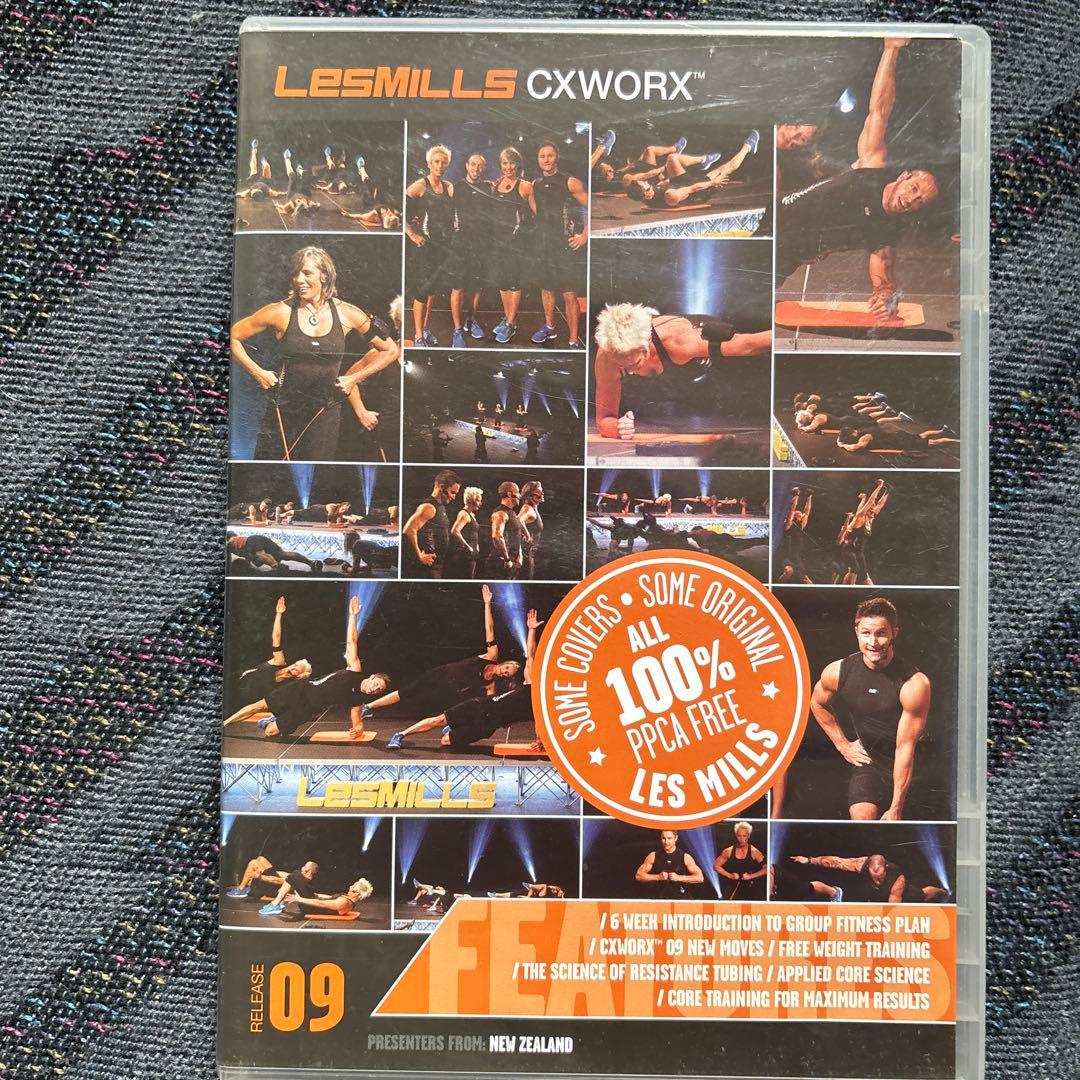 LesMILLS CXWORX™
SOME COVERS • SOME ORIGINAL
ALL
100%
PPCA FREE
LES MILLS
LesMILLS
FEATURES
/ 6 WEEK INTRODUCTION TO GROUP FITNESS PLAN
/ CXWORX™ 09 NEW MOVES / FREE WEIGHT TRAINING
/ THE SCIENCE OF RESISTANCE TUBING / APPLIED CORE SCIENCE
/ CORE TRAINING FOR MAXIMUM RESULTS
RELEASE 09
PRESENTERS FROM: NEW ZEALAND